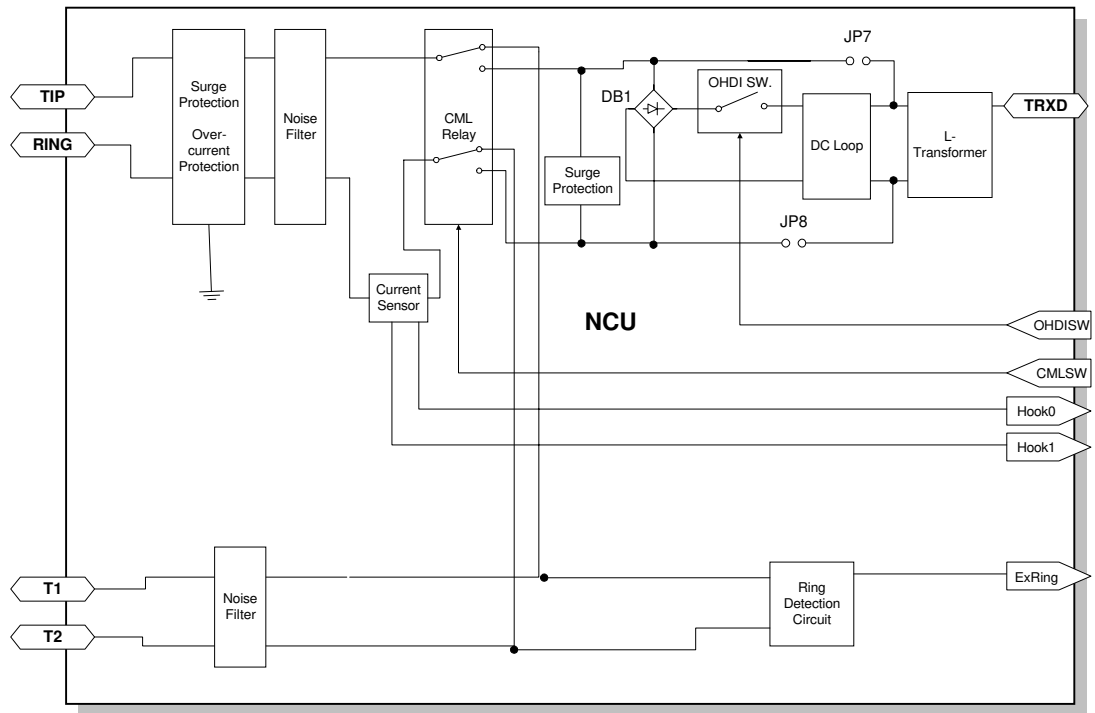 TIP
RING
Surge
Protection
Over-
current
Protection
Noise
Filter
CML
Relay
Current
Sensor
Surge
Protection
DB1
OHDI SW.
JP7
DC Loop
L-
Transformer
TRXD
JP8
NCU
OHDISW
CMLSW
Hook0
Hook1
T1
T2
Noise
Filter
Ring
Detection
Circuit
ExRing